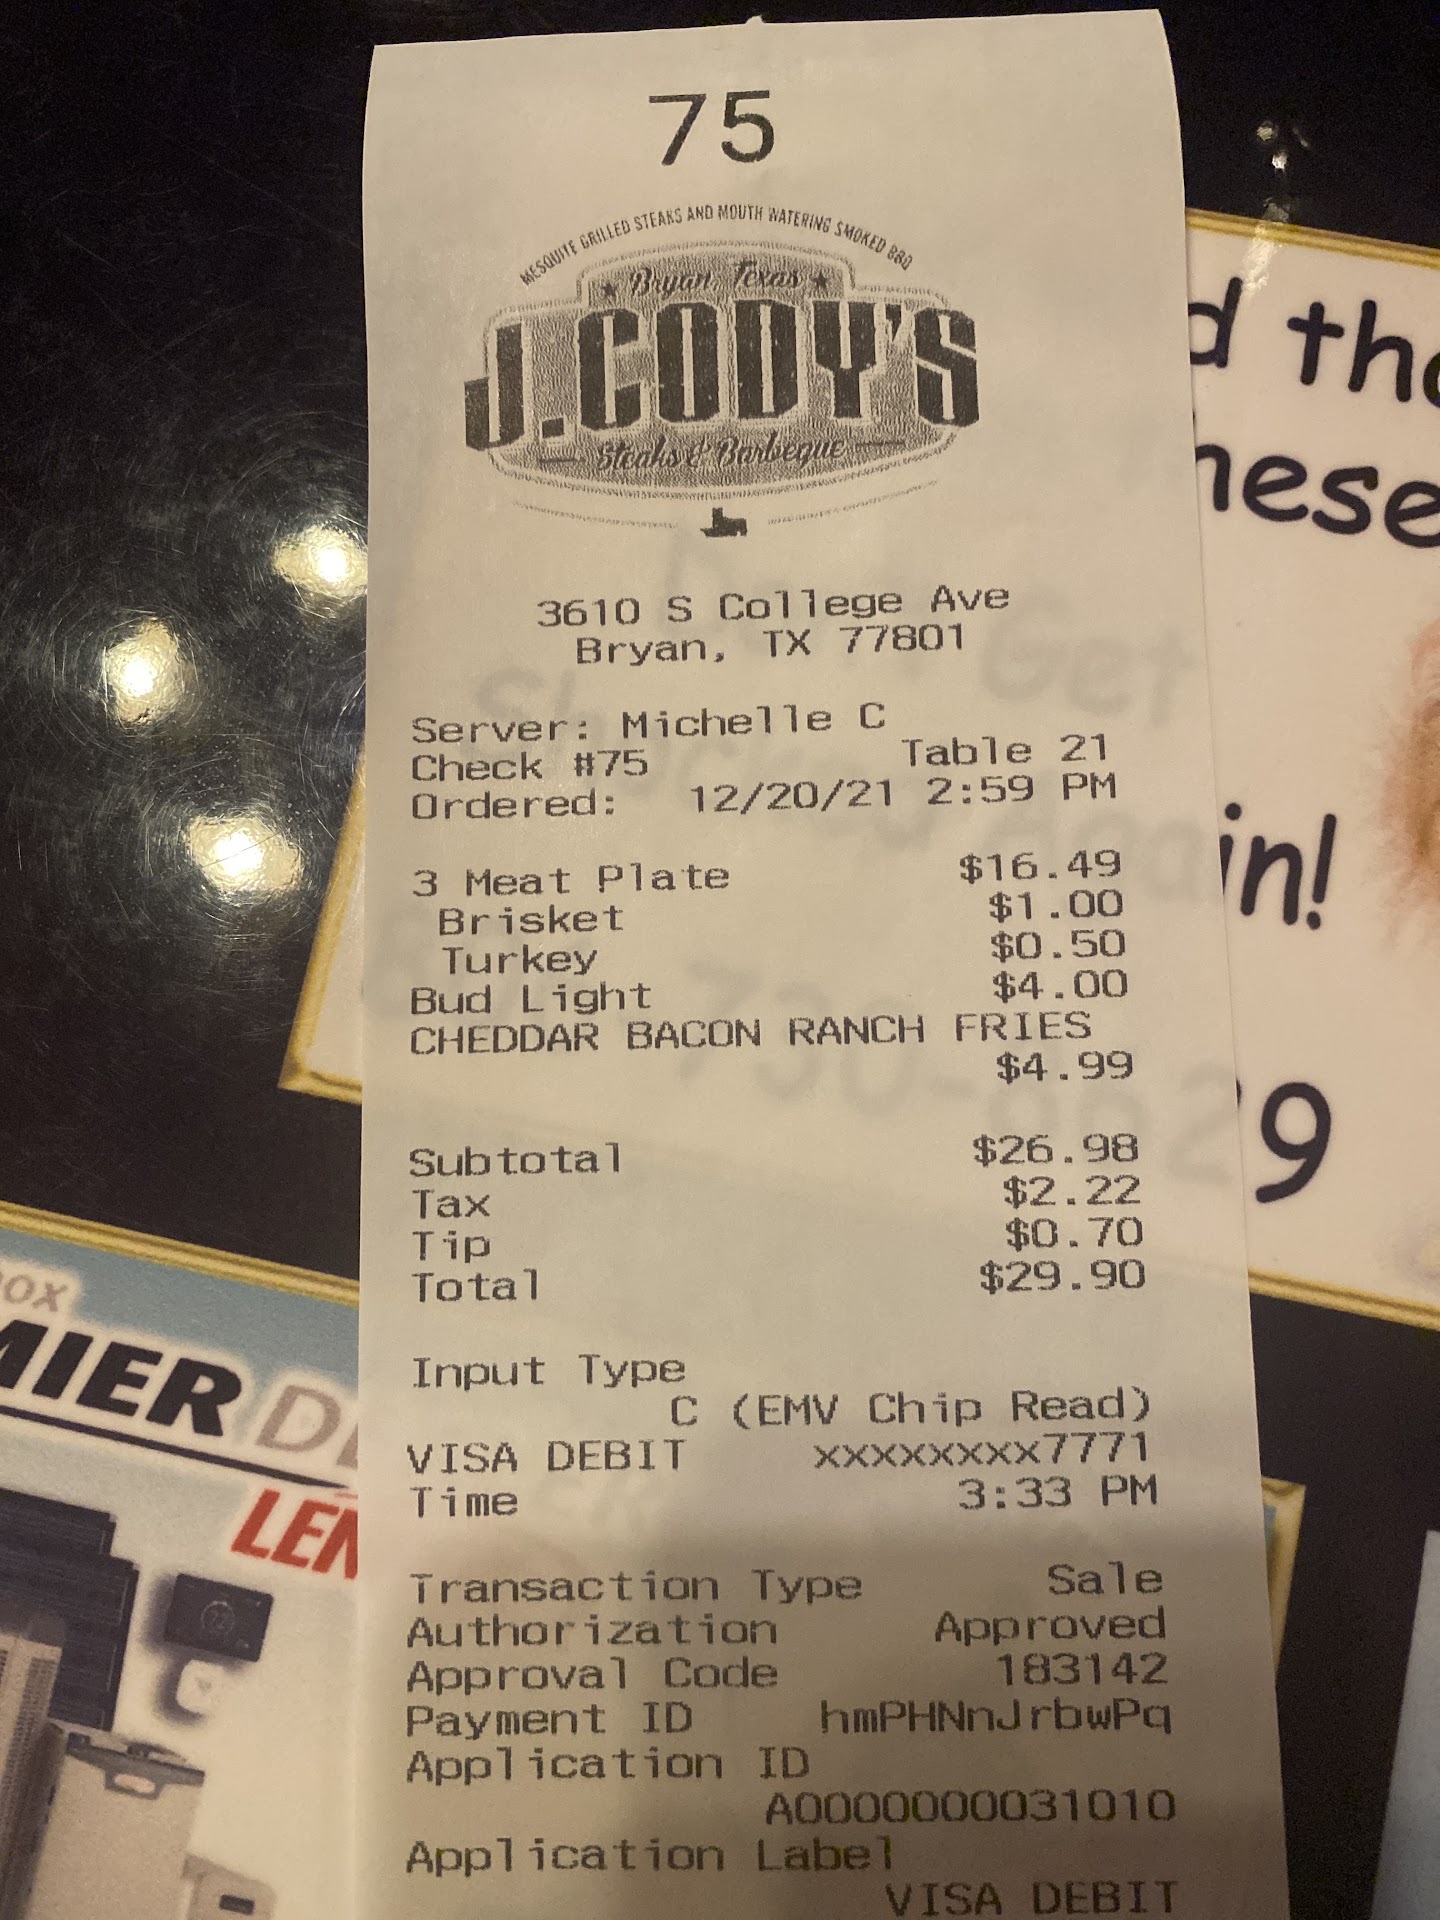 75
MESQUITE GRILLED STEAKS AND MOUTH WATERING SMOKED BBQ
Bryan, Texas
J.CODY'S
Steaks & Barbeque
3610 S College Ave
Bryan, TX 77801
Server: Michelle C
Check #75 Table 21
Ordered: 12/20/21 2:59 PM
3 Meat Plate $16.49
Brisket $1.00
Turkey $0.50
Bud Light $4.00
CHEDDAR BACON RANCH FRIES
$4.99
Subtotal $26.98
Tax $2.22
Tip $0.70
Total $29.90
Input Type
C (EMV Chip Read)
VISA DEBIT xxxxxxxx7771
Time 3:33 PM
Transaction Type Sale
Authorization Approved
Approval Code 183142
Payment ID hmPHNnJrbwPq
Application ID
A0000000031010
Application Label
VISA DEBIT
in!
9